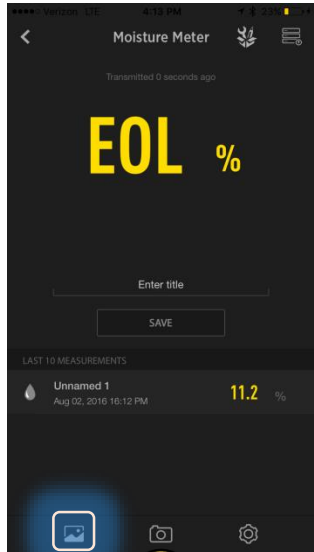 Verizon LTE 4:13 PM 23%
Moisture Meter
Transmitted 0 seconds ago
EOL %
Enter title
SAVE
LAST 10 MEASUREMENTS
Unnamed 1
11.2 %
Aug 02, 2016 16:12 PM